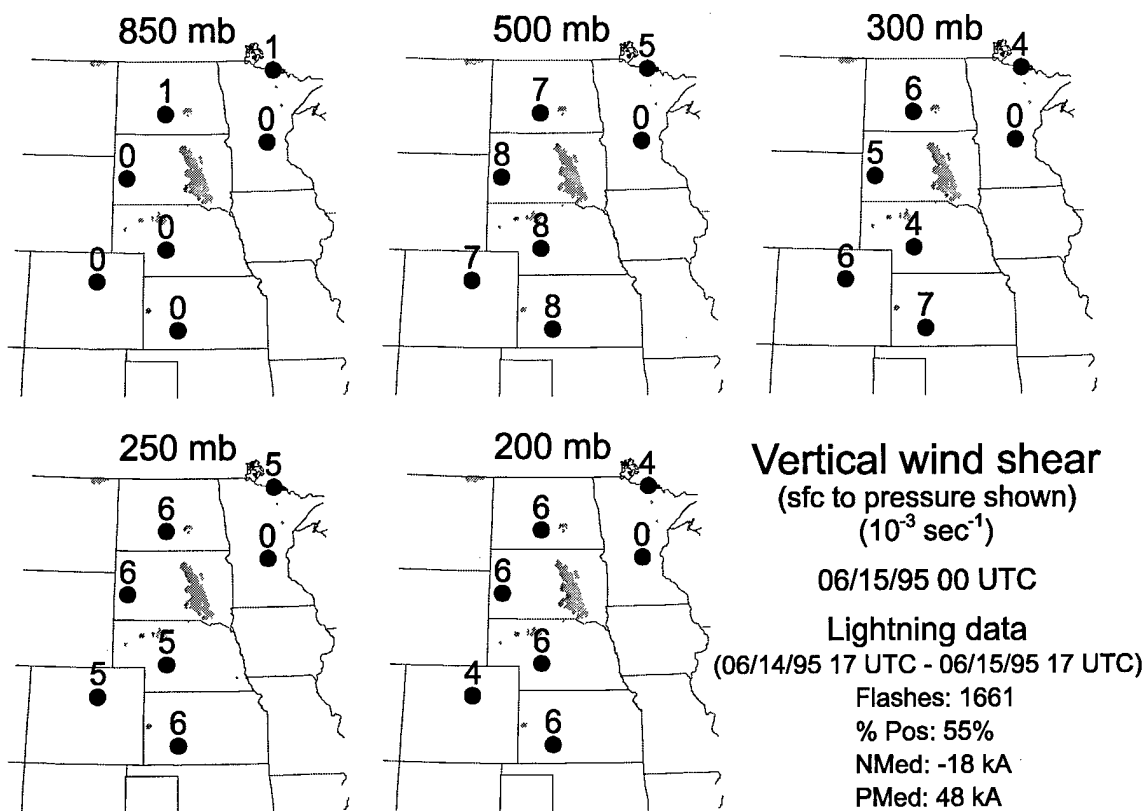 850 mb
1
1
0
0
0
0
0
500 mb
5
7
0
8
8
7
8
300 mb
4
6
0
5
4
6
7
250 mb
5
6
0
6
5
5
6
200 mb
4
6
0
6
6
4
6
Vertical wind shear
(sfc to pressure shown)
(10⁻³ sec⁻¹)
06/15/95 00 UTC
Lightning data
(06/14/95 17 UTC - 06/15/95 17 UTC)
Flashes: 1661
% Pos: 55%
NMed: -18 kA
PMed: 48 kA